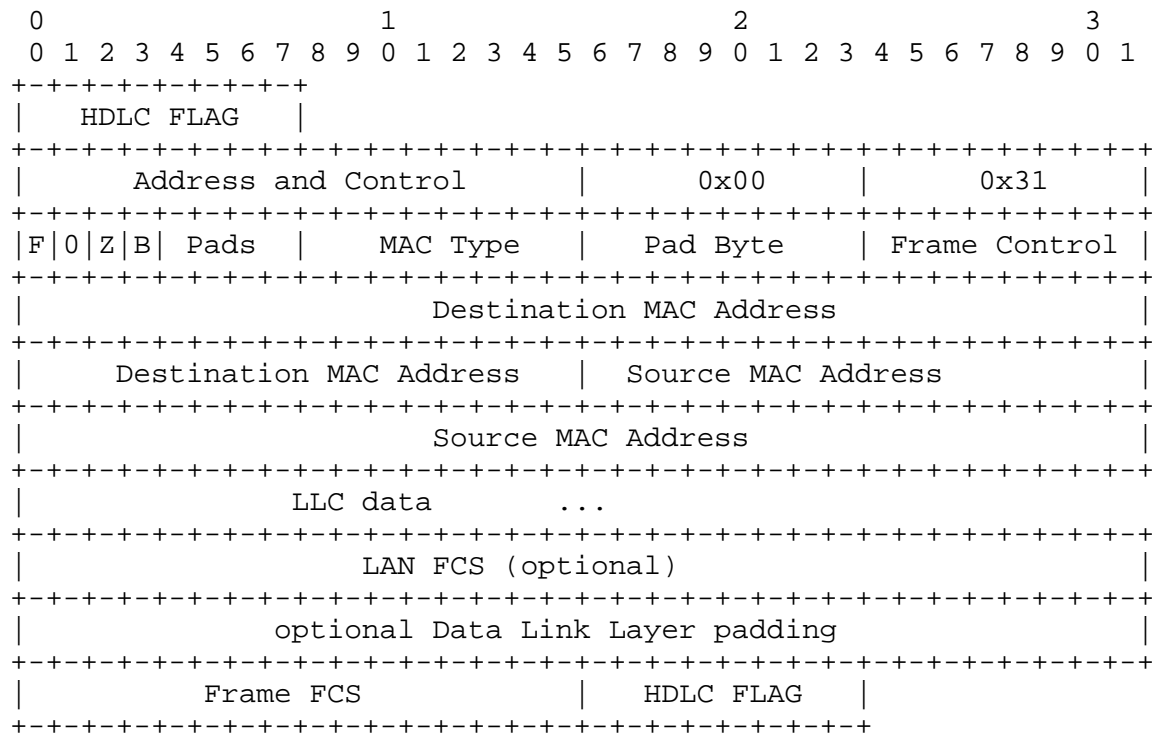 0                   1                   2                   3
 0 1 2 3 4 5 6 7 8 9 0 1 2 3 4 5 6 7 8 9 0 1 2 3 4 5 6 7 8 9 0 1
+-+-+-+-+-+-+-+-+
|   HDLC FLAG   |
+-+-+-+-+-+-+-+-+-+-+-+-+-+-+-+-+-+-+-+-+-+-+-+-+-+-+-+-+-+-+-+-+
|      Address and Control      |      0x00     |      0x31     |
+-+-+-+-+-+-+-+-+-+-+-+-+-+-+-+-+-+-+-+-+-+-+-+-+-+-+-+-+-+-+-+-+
|F|0|Z|B| Pads  |    MAC Type   |   Pad Byte    | Frame Control |
+-+-+-+-+-+-+-+-+-+-+-+-+-+-+-+-+-+-+-+-+-+-+-+-+-+-+-+-+-+-+-+-+
|                       Destination MAC Address                 |
+-+-+-+-+-+-+-+-+-+-+-+-+-+-+-+-+-+-+-+-+-+-+-+-+-+-+-+-+-+-+-+-+
|     Destination MAC Address   |  Source MAC Address           |
+-+-+-+-+-+-+-+-+-+-+-+-+-+-+-+-+-+-+-+-+-+-+-+-+-+-+-+-+-+-+-+-+
|                       Source MAC Address                      |
+-+-+-+-+-+-+-+-+-+-+-+-+-+-+-+-+-+-+-+-+-+-+-+-+-+-+-+-+-+-+-+-+
|               LLC data       ...                              |
+-+-+-+-+-+-+-+-+-+-+-+-+-+-+-+-+-+-+-+-+-+-+-+-+-+-+-+-+-+-+-+-+
|                   LAN FCS (optional)                          |
+-+-+-+-+-+-+-+-+-+-+-+-+-+-+-+-+-+-+-+-+-+-+-+-+-+-+-+-+-+-+-+-+
|              optional Data Link Layer padding                 |
+-+-+-+-+-+-+-+-+-+-+-+-+-+-+-+-+-+-+-+-+-+-+-+-+-+-+-+-+-+-+-+-+
|          Frame FCS            |   HDLC FLAG   |
+-+-+-+-+-+-+-+-+-+-+-+-+-+-+-+-+-+-+-+-+-+-+-+-+